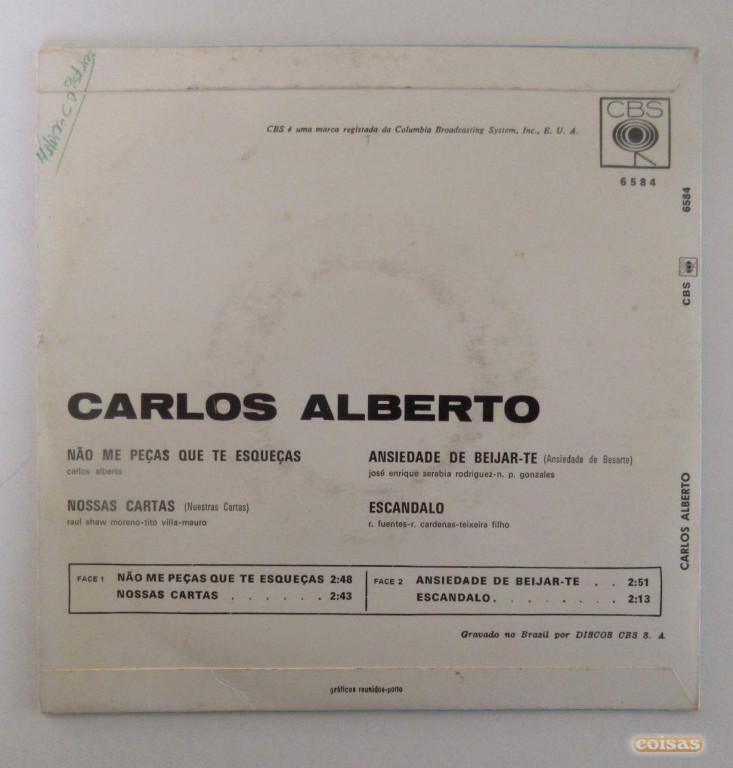 CBS é uma marca registada da Columbia Broadcasting System, Inc., E. U. A.
CBS
6584
6584
CBS
CARLOS ALBERTO
CARLOS ALBERTO
NÃO ME PEÇAS QUE TE ESQUEÇAS
carlos alberto
ANSIEDADE DE BEIJAR-TE (Ansiedade de Besarte)
josé enrique serabia rodriguez-n. p. gonzales
NOSSAS CARTAS (Nuestras Cartas)
raul shaw moreno-tito villa-mauro
ESCANDALO
r. fuentes-r. cardenas-teixeira filho
FACE 1 NÃO ME PEÇAS QUE TE ESQUEÇAS 2:48
NOSSAS CARTAS . . . . . . 2:43
FACE 2 ANSIEDADE DE BEIJAR-TE . . 2:51
ESCANDALO. . . . . . . . 2:13
Gravado no Brazil por DISCOS CBS S. A.
gráficos reunidos-porto
coisas